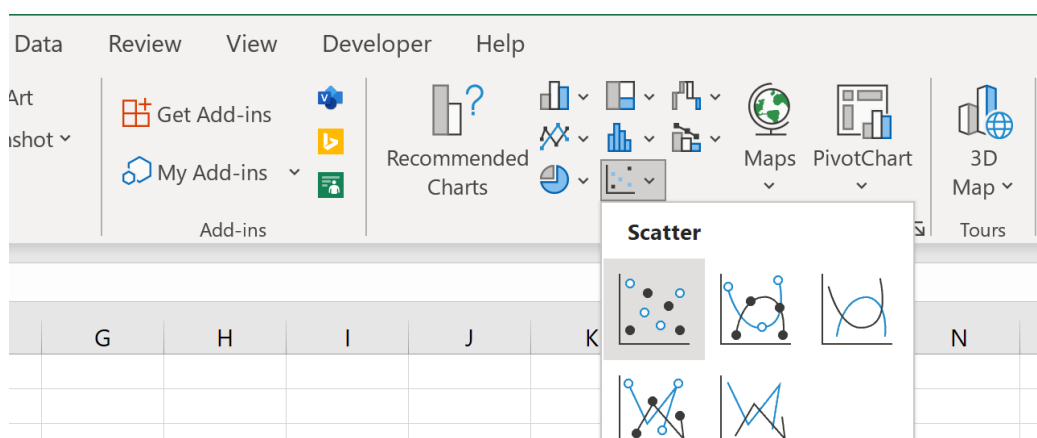 Data Review View Developer Help
Art
nshot
Get Add-ins
My Add-ins
Add-ins
Recommended
Charts
Maps
PivotChart
3D
Map
Tours
Scatter
G H I J K N